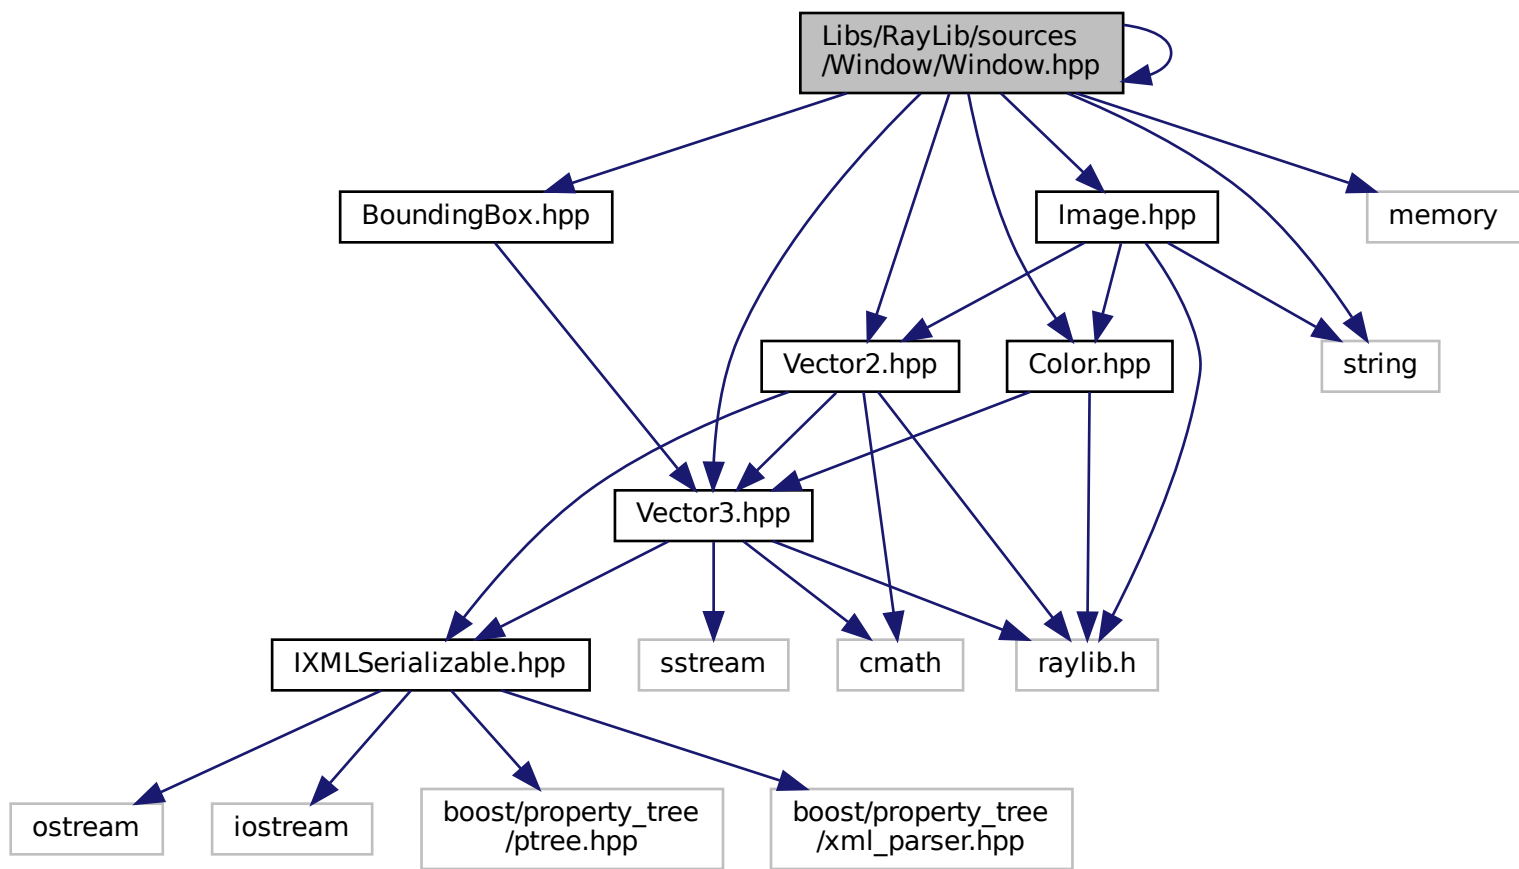 Libs/RayLib/sources
/Window/Window.hpp
BoundingBox.hpp
Image.hpp
memory
Vector2.hpp
Color.hpp
string
Vector3.hpp
IXMLSerializable.hpp
sstream
cmath
raylib.h
ostream
iostream
boost/property_tree
/ptree.hpp
boost/property_tree
/xml_parser.hpp